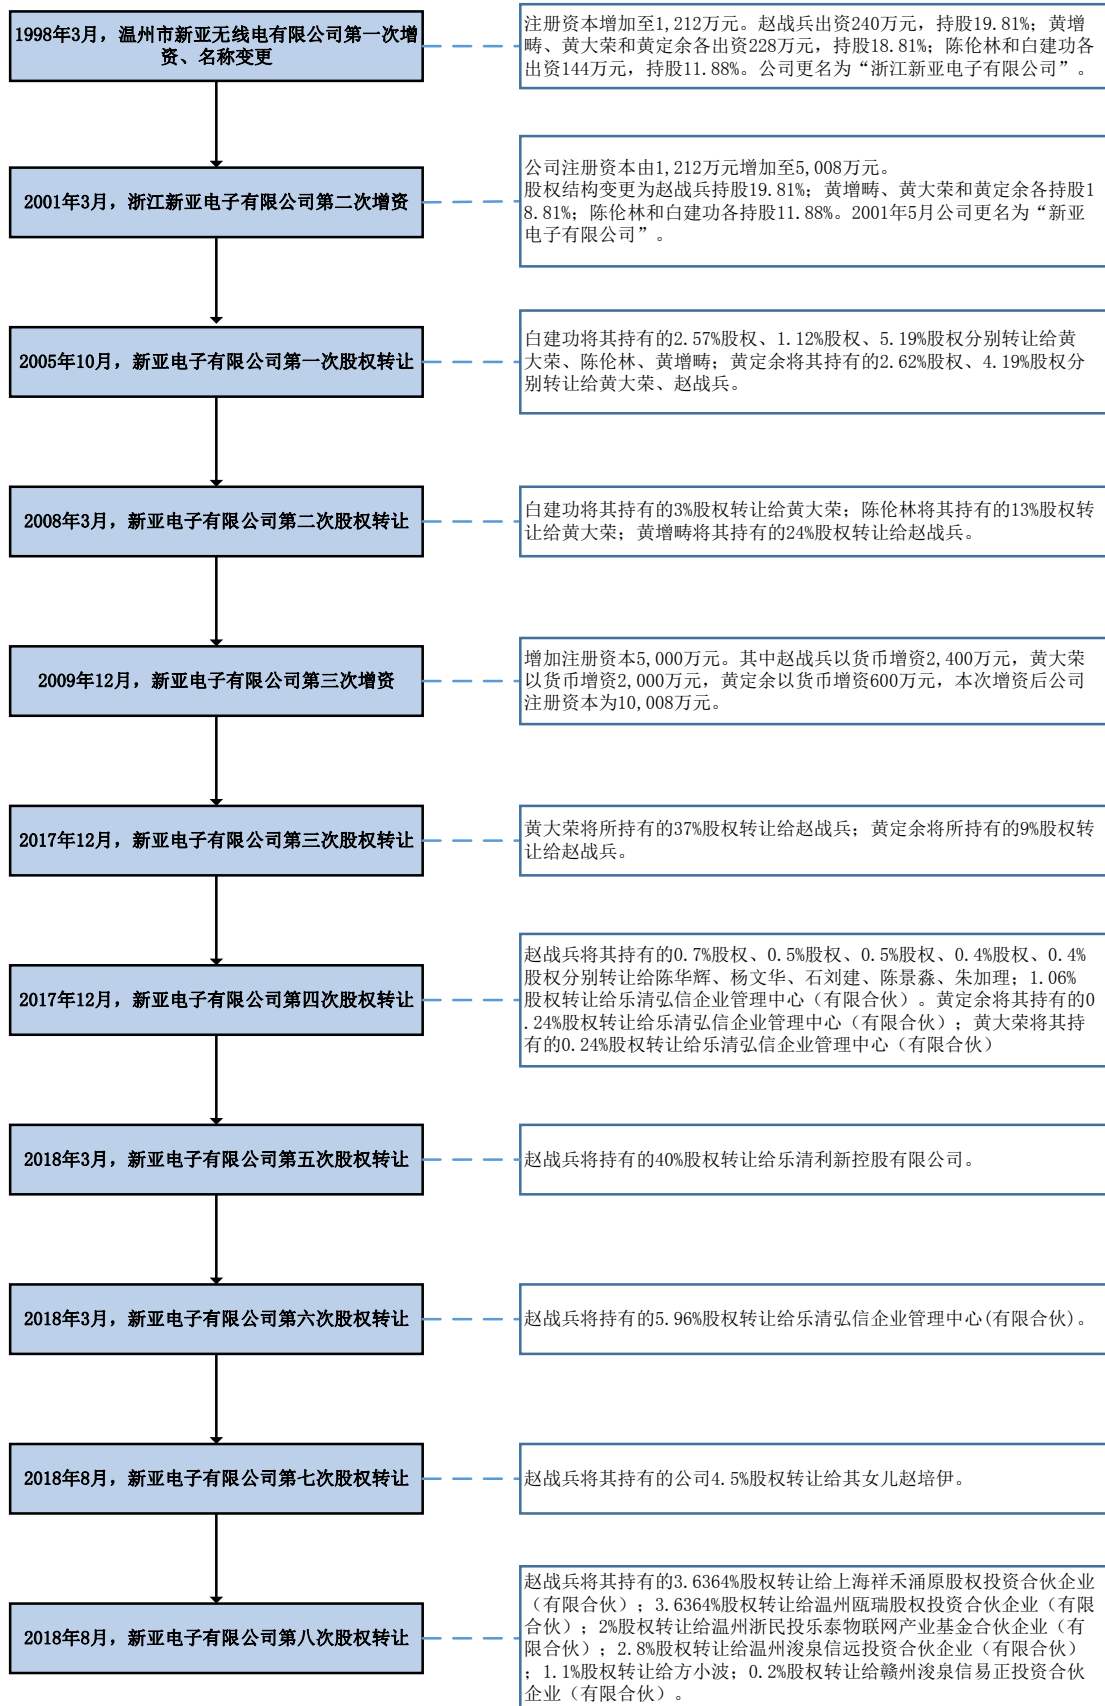 1998年3月，温州市新亚无线电有限公司第一次增
资、名称变更
注册资本增加至1,212万元。赵战兵出资240万元，持股19.81%；黄增
畴、黄大荣和黄定余各出资228万元，持股18.81%；陈伦林和白建功各
出资144万元，持股11.88%。公司更名为“浙江新亚电子有限公司”。
2001年3月，浙江新亚电子有限公司第二次增资
公司注册资本由1,212万元增加至5,008万元。
股权结构变更为赵战兵持股19.81%；黄增畴、黄大荣和黄定余各持股1
8.81%；陈伦林和白建功各持股11.88%。2001年5月公司更名为“新亚
电子有限公司”。
2005年10月，新亚电子有限公司第一次股权转让
白建功将其持有的2.57%股权、1.12%股权、5.19%股权分别转让给黄
大荣、陈伦林、黄增畴；黄定余将其持有的2.62%股权、4.19%股权分
别转让给黄大荣、赵战兵。
2008年3月，新亚电子有限公司第二次股权转让
白建功将其持有的3%股权转让给黄大荣；陈伦林将其持有的13%股权转
让给黄大荣；黄增畴将其持有的24%股权转让给赵战兵。
2009年12月，新亚电子有限公司第三次增资
增加注册资本5,000万元。其中赵战兵以货币增资2,400万元，黄大荣
以货币增资2,000万元，黄定余以货币增资600万元，本次增资后公司
注册资本为10,008万元。
2017年12月，新亚电子有限公司第三次股权转让
黄大荣将所持有的37%股权转让给赵战兵；黄定余将所持有的9%股权转
让给赵战兵。
2017年12月，新亚电子有限公司第四次股权转让
赵战兵将其持有的0.7%股权、0.5%股权、0.5%股权、0.4%股权、0.4%
股权分别转让给陈华辉、杨文华、石刘建、陈景淼、朱加理；1.06%
股权转让给乐清弘信企业管理中心（有限合伙）。黄定余将其持有的0
.24%股权转让给乐清弘信企业管理中心（有限合伙）；黄大荣将其持
有的0.24%股权转让给乐清弘信企业管理中心（有限合伙）
2018年3月，新亚电子有限公司第五次股权转让
赵战兵将持有的40%股权转让给乐清利新控股有限公司。
2018年3月，新亚电子有限公司第六次股权转让
赵战兵将持有的5.96%股权转让给乐清弘信企业管理中心(有限合伙)。
2018年8月，新亚电子有限公司第七次股权转让
赵战兵将其持有的公司4.5%股权转让给其女儿赵培伊。
2018年8月，新亚电子有限公司第八次股权转让
赵战兵将其持有的3.6364%股权转让给上海祥禾涌原股权投资合伙企业
（有限合伙）；3.6364%股权转让给温州瓯瑞股权投资合伙企业（有限
合伙）；2%股权转让给温州浙民投乐泰物联网产业基金合伙企业（有
限合伙）；2.8%股权转让给温州浚泉信远投资合伙企业（有限合伙）
；1.1%股权转让给方小波；0.2%股权转让给赣州浚泉信易正投资合伙
企业（有限合伙）。